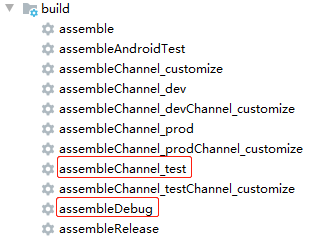 build
assemble
assembleAndroidTest
assembleChannel_customize
assembleChannel_dev
assembleChannel_devChannel_customize
assembleChannel_prod
assembleChannel_prodChannel_customize
assembleChannel_test
assembleChannel_testChannel_customize
assembleDebug
assembleRelease